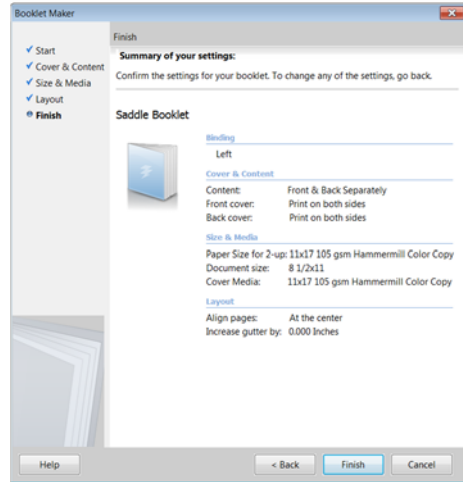 Booklet Maker
Start
Cover & Content
Size & Media
Layout
Finish
Finish
Summary of your settings:
Confirm the settings for your booklet. To change any of the settings, go back.
Saddle Booklet
Binding
Left
Cover & Content
Content: Front & Back Separately
Front cover: Print on both sides
Back cover: Print on both sides
Size & Media
Paper Size for 2-up: 11x17 105 gsm Hammermill Color Copy
Document size: 8 1/2x11
Cover Media: 11x17 105 gsm Hammermill Color Copy
Layout
Align pages: At the center
Increase gutter by: 0.000 Inches
Help < Back Finish Cancel